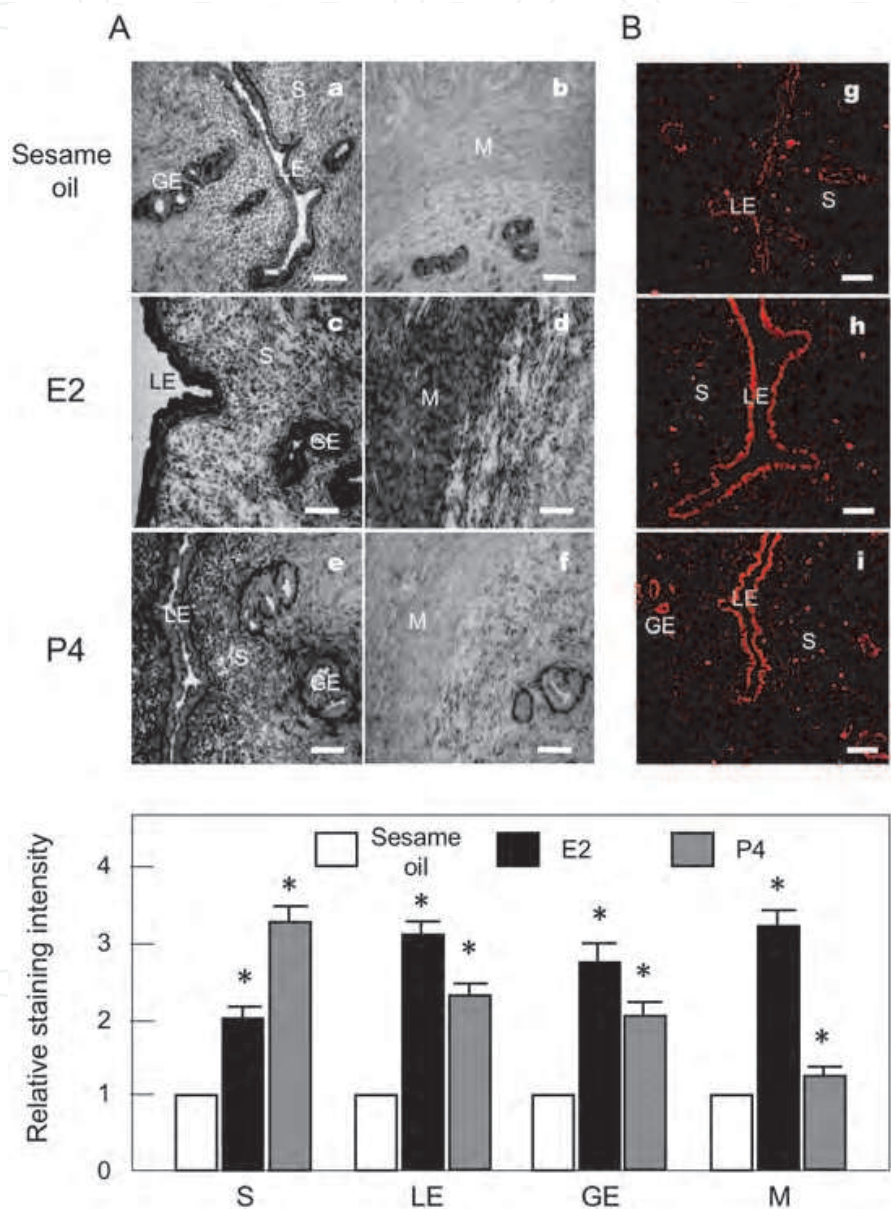 A
B
Sesame
oil
a
S
GE
LE
b
M
g
LE
S
E2
c
LE
S
GE
d
M
h
S
LE
P4
e
LE
S
GE
f
M
i
LE
GE
S
Relative staining intensity
4
3
2
1
0
Sesame
oil
E2
P4
*
*
*
*
*
*
*
*
S
LE
GE
M